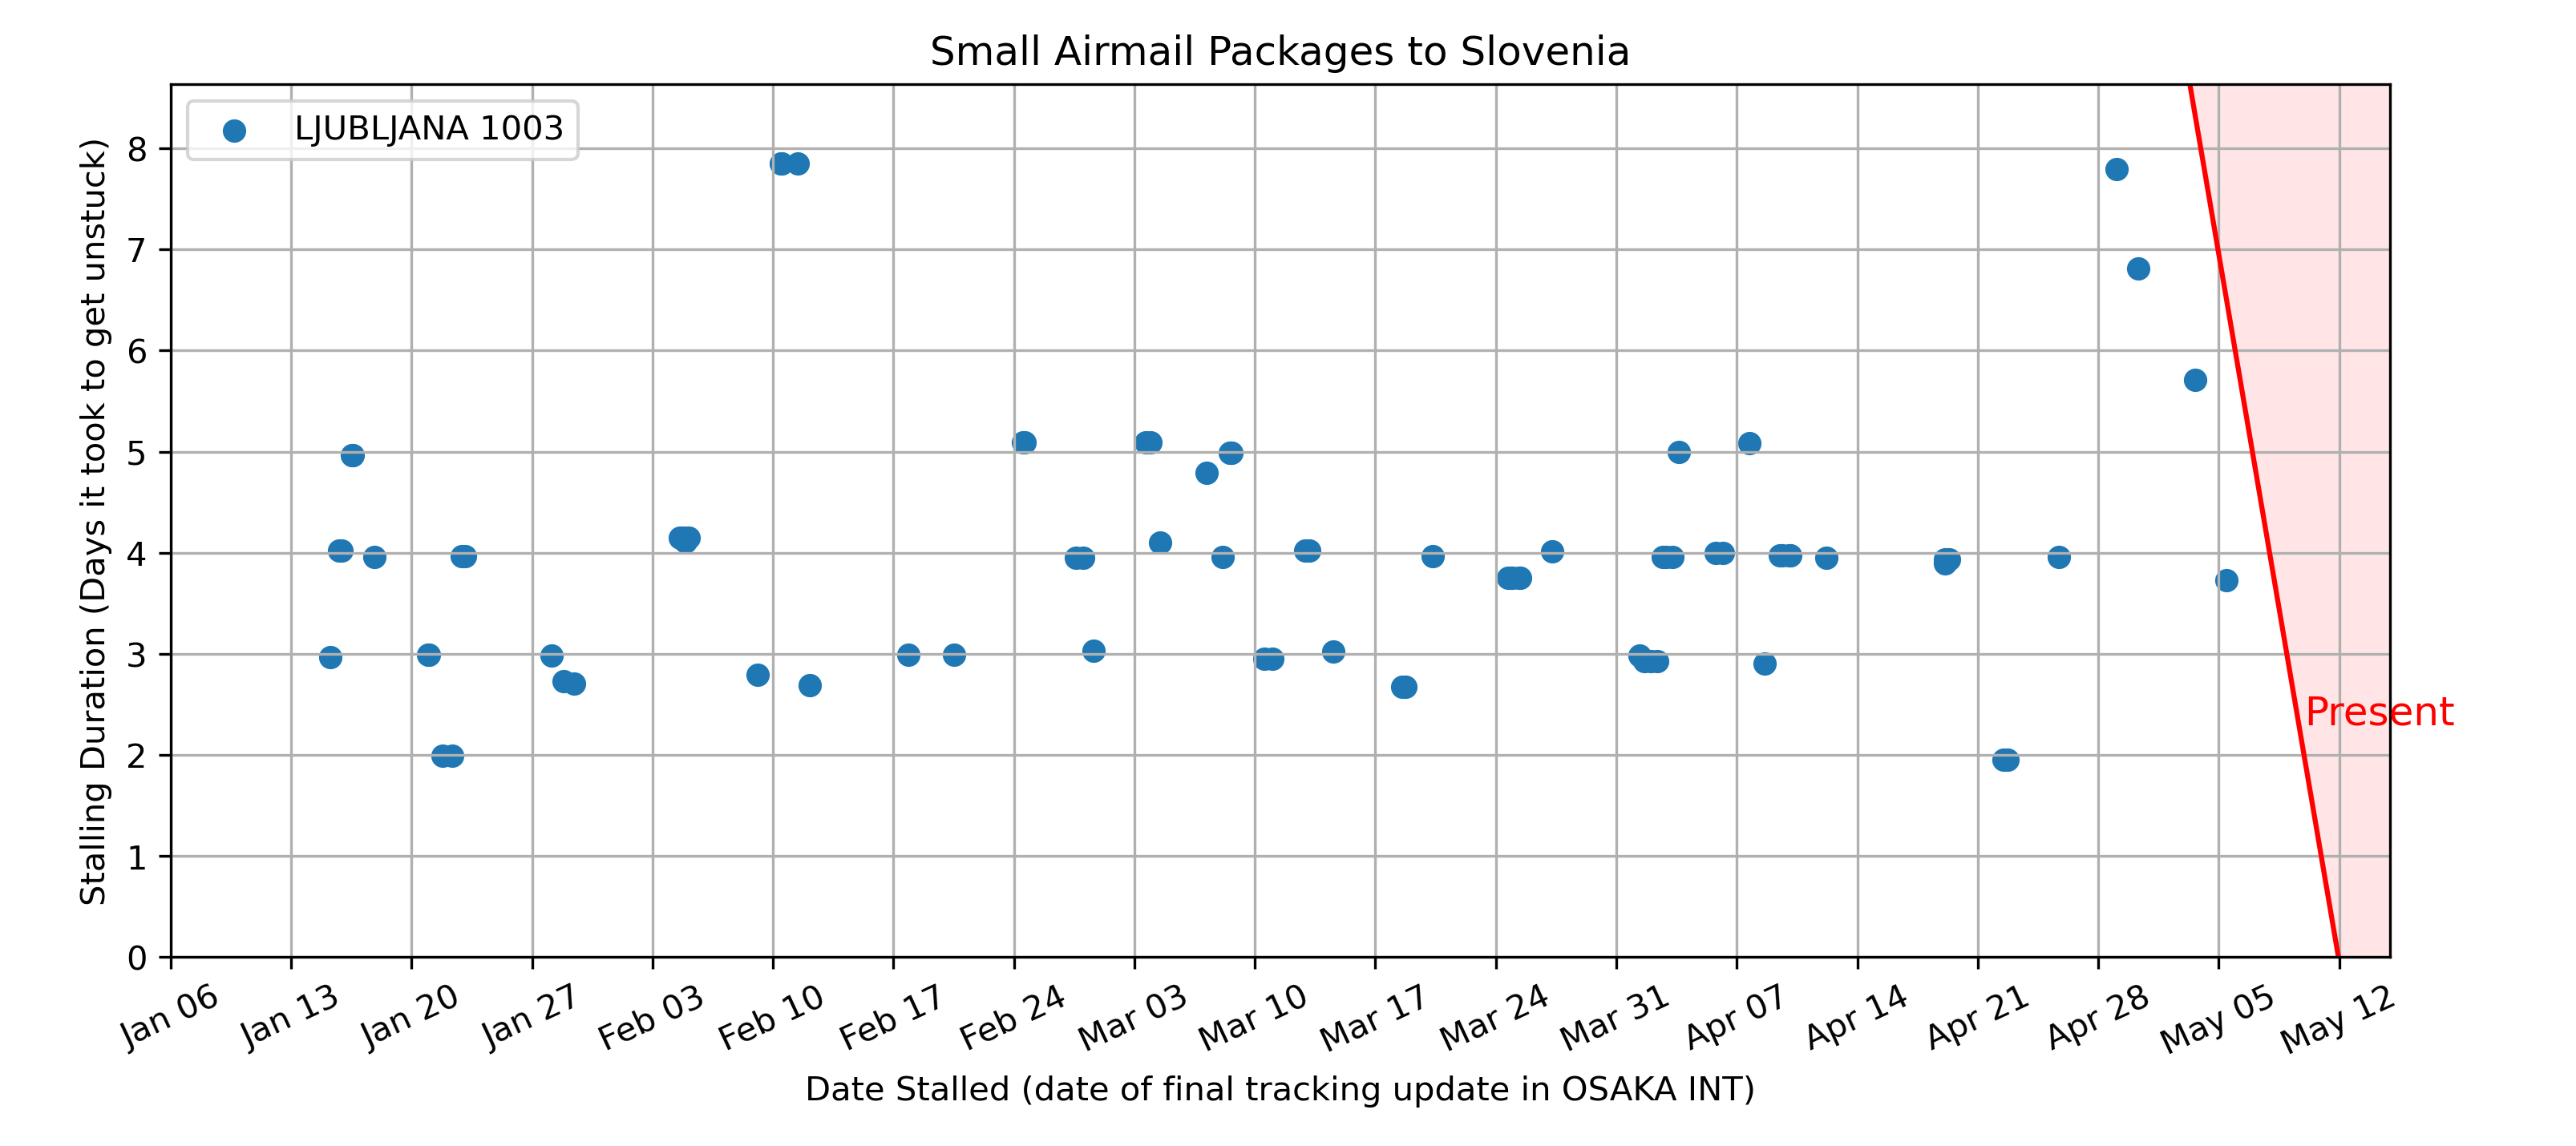 Small Airmail Packages to Slovenia
LJUBLJANA 1003
Stalling Duration (Days it took to get unstuck)
8
7
6
5
4
3
2
1
0
Present
Jan 06
Jan 13
Jan 20
Jan 27
Feb 03
Feb 10
Feb 17
Feb 24
Mar 03
Mar 10
Mar 17
Mar 24
Mar 31
Apr 07
Apr 14
Apr 21
Apr 28
May 05
May 12
Date Stalled (date of final tracking update in OSAKA INT)